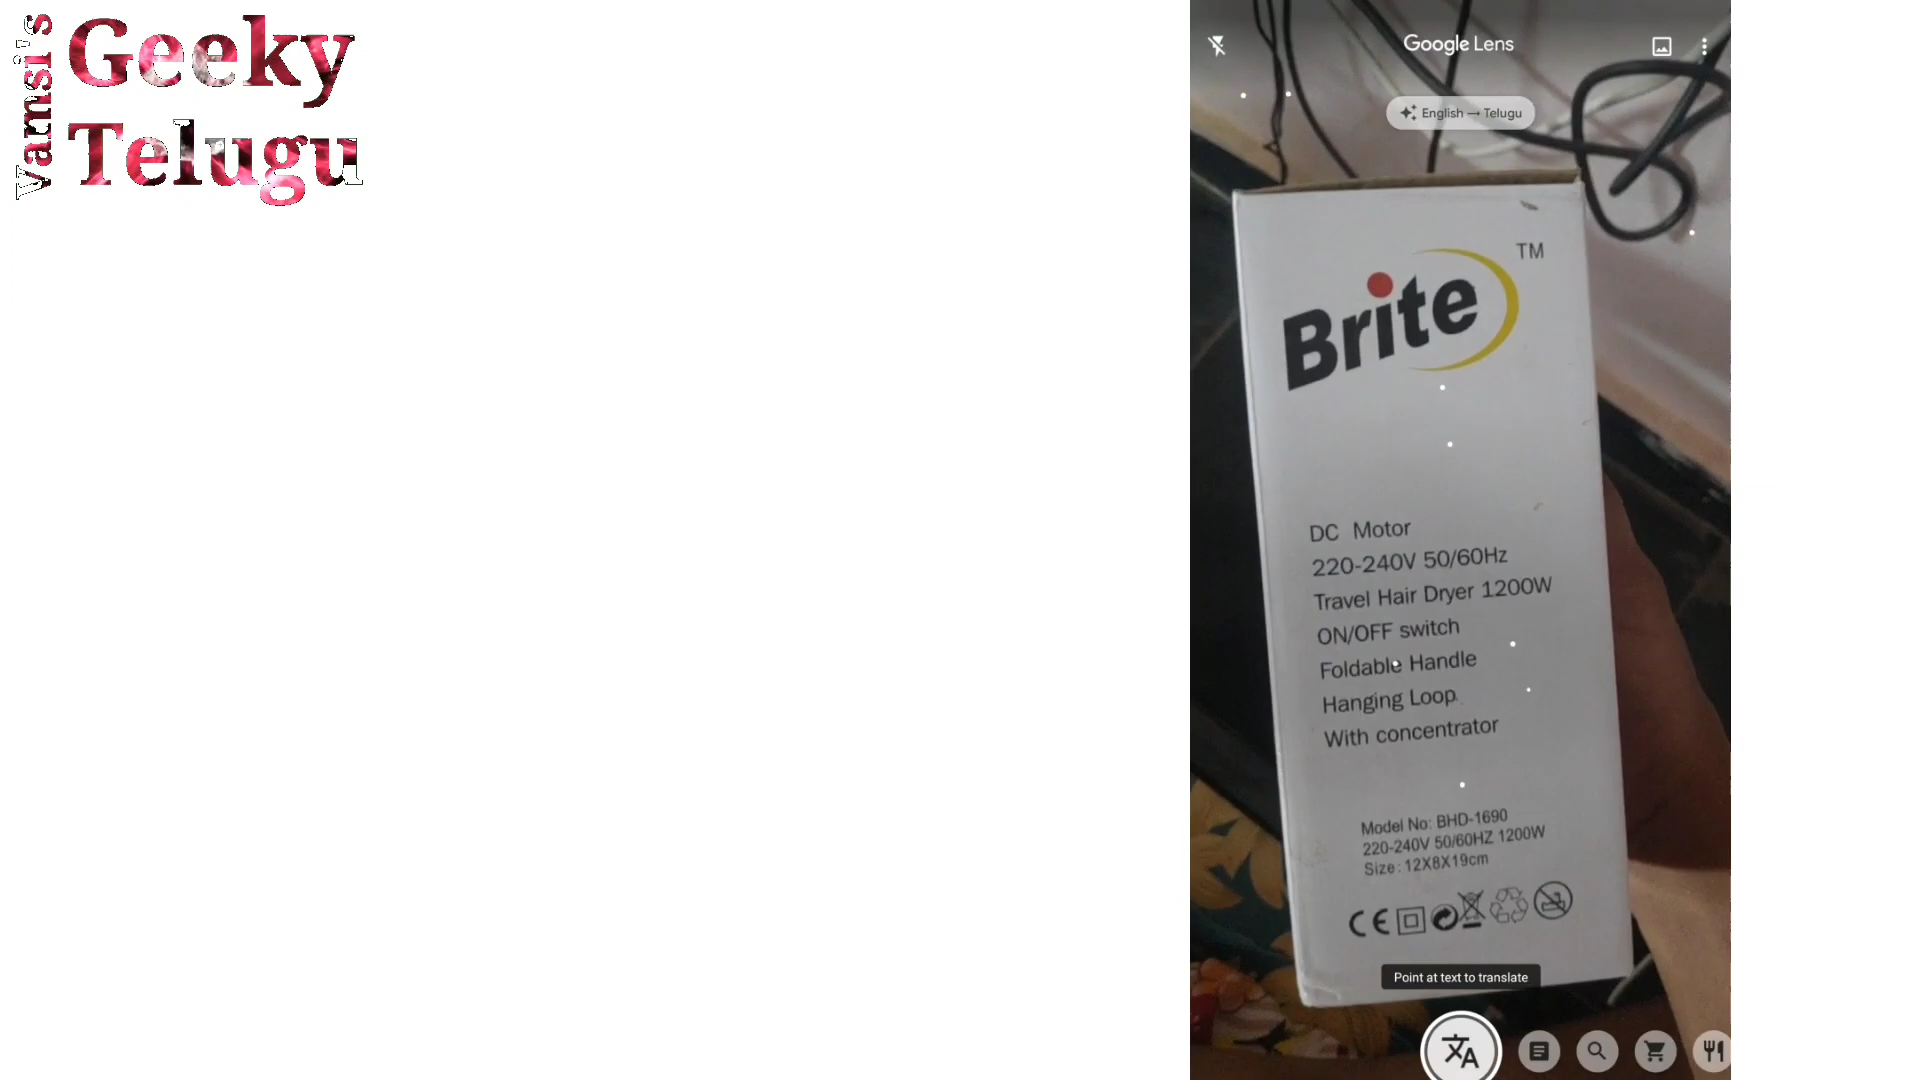 Vamsi's
Geeky
Telugu
Google Lens
English → Telugu
Brite TM
DC Motor
220-240V 50/60Hz
Travel Hair Dryer 1200W
ON/OFF switch
Foldable Handle
Hanging Loop
With concentrator
Model No: BHD-1690
220-240V 50/60HZ 1200W
Size: 12X8X19cm
CE
Point at text to translate